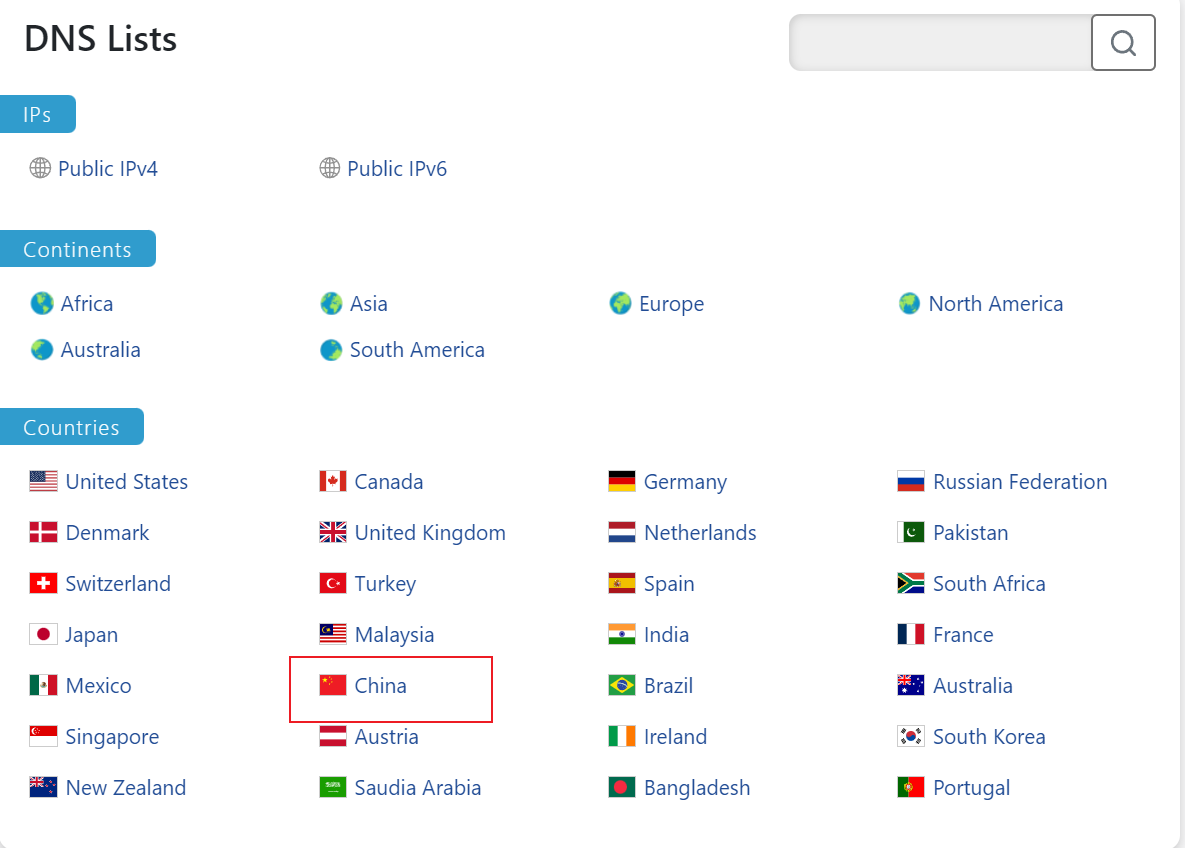 DNS Lists
IPs
Public IPv4 Public IPv6
Continents
Africa Asia Europe North America
Australia South America
Countries
United States Canada Germany Russian Federation
Denmark United Kingdom Netherlands Pakistan
Switzerland Turkey Spain South Africa
Japan Malaysia India France
Mexico China Brazil Australia
Singapore Austria Ireland South Korea
New Zealand Saudia Arabia Bangladesh Portugal